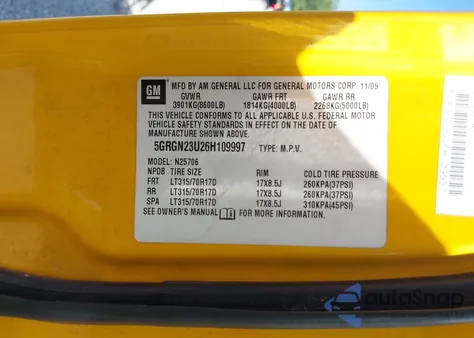 GM
MFD BY AM GENERAL LLC FOR GENERAL MOTORS CORP. 11/05
GVWR GAWR FRT GAWR RR
3901KG(8600LB) 1814KG(4000LB) 2268KG(5000LB)
THIS VEHICLE CONFORMS TO ALL APPLICABLE U.S. FEDERAL MOTOR
VEHICLE SAFETY STANDARDS IN EFFECT ON THE DATE OF
MANUFACTURE SHOWN ABOVE.
5GRGN23U26H109997 TYPE: M.P.V.
MODEL: N25706
NPDB TIRE SIZE RIM COLD TIRE PRESSURE
FRT LT315/70R17D 17X8.5J 260KPA(37PSI)
RR LT315/70R17D 17X8.5J 260KPA(37PSI)
SPA LT315/70R17D 17X8.5J 310KPA(45PSI)
SEE OWNER'S MANUAL FOR MORE INFORMATION.
autoSnap